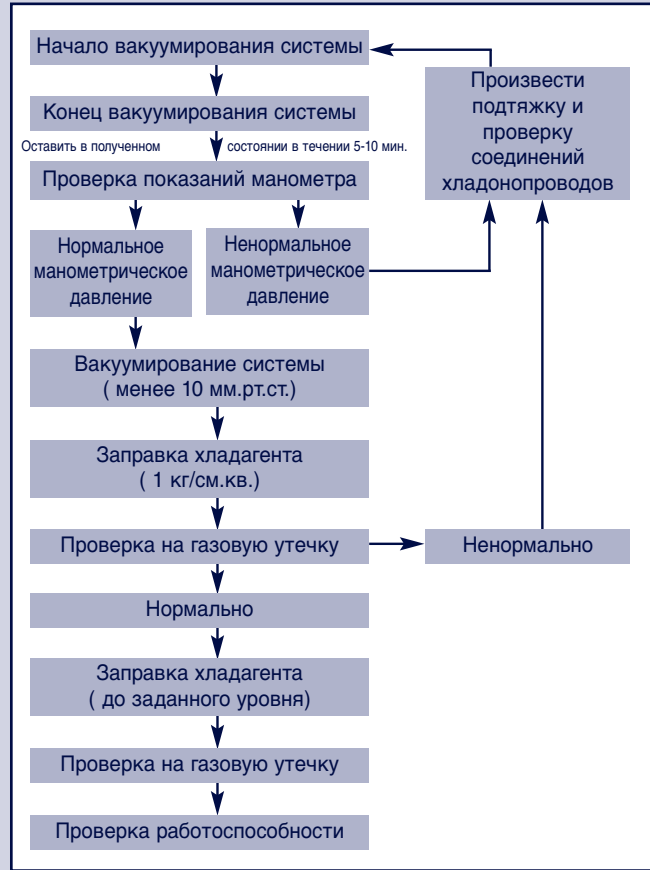 Начало вакуумирования системы
Конец вакуумирования системы
Оставить в полученном состоянии в течении 5-10 мин.
Проверка показаний манометра
Нормальное
манометрическое
давление
Ненормальное
манометрическое
давление
Произвести
подтяжку и
проверку
соединений
хладонопроводов
Вакуумирование системы
( менее 10 мм.рт.ст.)
Заправка хладагента
( 1 кг/см.кв.)
Проверка на газовую утечку
Ненормально
Нормально
Заправка хладагента
( до заданного уровня)
Проверка на газовую утечку
Проверка работоспособности